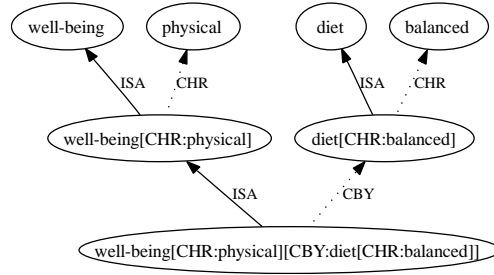 well-being physical diet balanced
ISA CHR ISA CHR
well-being[CHR:physical] diet[CHR:balanced]
ISA CBY
well-being[CHR:physical][CBY:diet[CHR:balanced]]